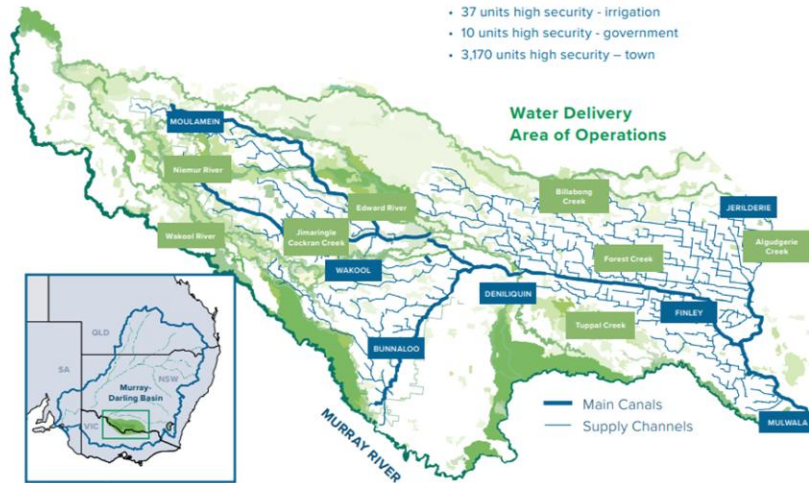 • 37 units high security - irrigation
• 10 units high security - government
• 3,170 units high security – town
Water Delivery
Area of Operations
MOULAMEIN
Niemur River
Billabong
Creek
Edward River
JERILDERIE
Wakool River
Jimaringle
Cockran Creek
Forest Creek
Algudgerie
Creek
WAKOOL
DENILIQUIN
FINLEY
Tuppal Creek
BUNNALOO
MULWALA
MURRAY RIVER
Main Canals
Supply Channels
QLD
SA
NSW
Murray-
Darling Basin
VIC